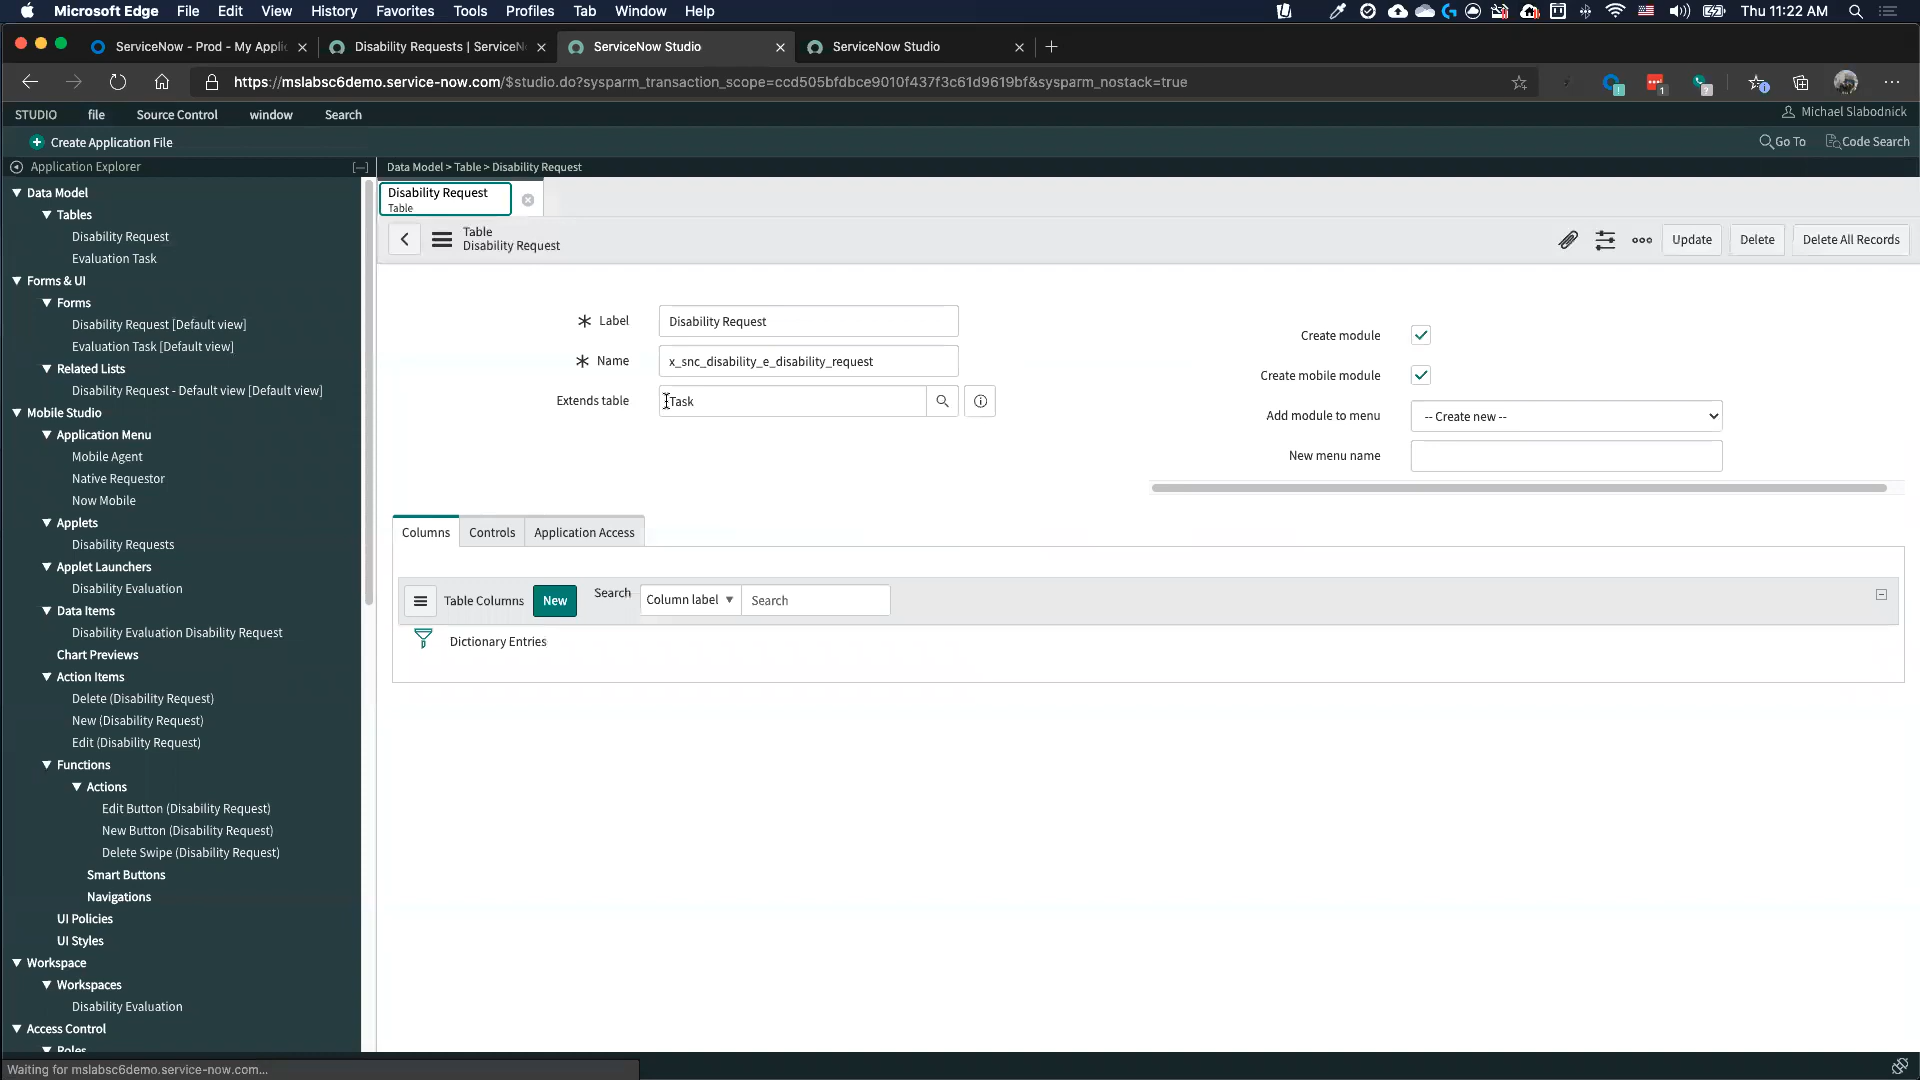 Microsoft Edge File Edit View History Favorites Tools Profiles Tab Window Help Thu 11:22 AM
ServiceNow - Prod - My Applic
Disability Requests | ServiceN
ServiceNow Studio
ServiceNow Studio
https://mslabsc6demo.service-now.com/$studio.do?sysparm_transaction_scope=ccd505bfdbce9010f437f3c61d9619bf&sysparm_nostack=true
STUDIO file Source Control window Search Michael Slabodnick
Create Application File Go To Code Search
Application Explorer
Data Model
Tables
Disability Request
Evaluation Task
Forms & UI
Forms
Disability Request [Default view]
Evaluation Task [Default view]
Related Lists
Disability Request - Default view [Default view]
Mobile Studio
Application Menu
Mobile Agent
Native Requestor
Now Mobile
Applets
Disability Requests
Applet Launchers
Disability Evaluation
Data Items
Disability Evaluation Disability Request
Chart Previews
Action Items
Delete (Disability Request)
New (Disability Request)
Edit (Disability Request)
Functions
Actions
Edit Button (Disability Request)
New Button (Disability Request)
Delete Swipe (Disability Request)
Smart Buttons
Navigations
UI Policies
UI Styles
Workspace
Workspaces
Disability Evaluation
Access Control
Roles
Waiting for mslabsc6demo.service-now.com...
Data Model > Table > Disability Request
Disability Request
Table
Table
Disability Request
Update Delete Delete All Records
Label Disability Request
Name x_snc_disability_e_disability_request
Extends table Task
Create module
Create mobile module
Add module to menu -- Create new --
New menu name
Columns Controls Application Access
Table Columns New Search Column label Search
Dictionary Entries